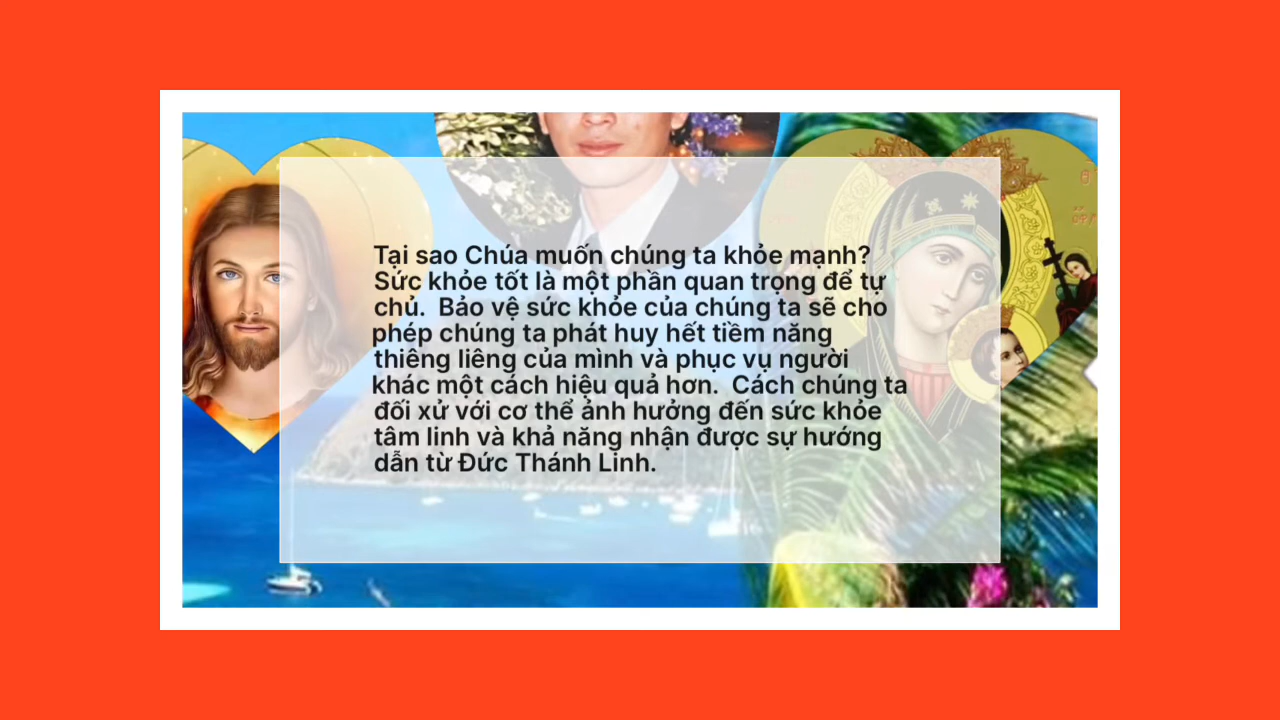 Tại sao Chúa muốn chúng ta khỏe mạnh?
Sức khỏe tốt là một phần quan trọng để tự
chủ.  Bảo vệ sức khỏe của chúng ta sẽ cho
phép chúng ta phát huy hết tiềm năng
thiêng liêng của mình và phục vụ người
khác một cách hiệu quả hơn.  Cách chúng ta
đối xử với cơ thể ảnh hưởng đến sức khỏe
tâm linh và khả năng nhận được sự hướng
dẫn từ Đức Thánh Linh.